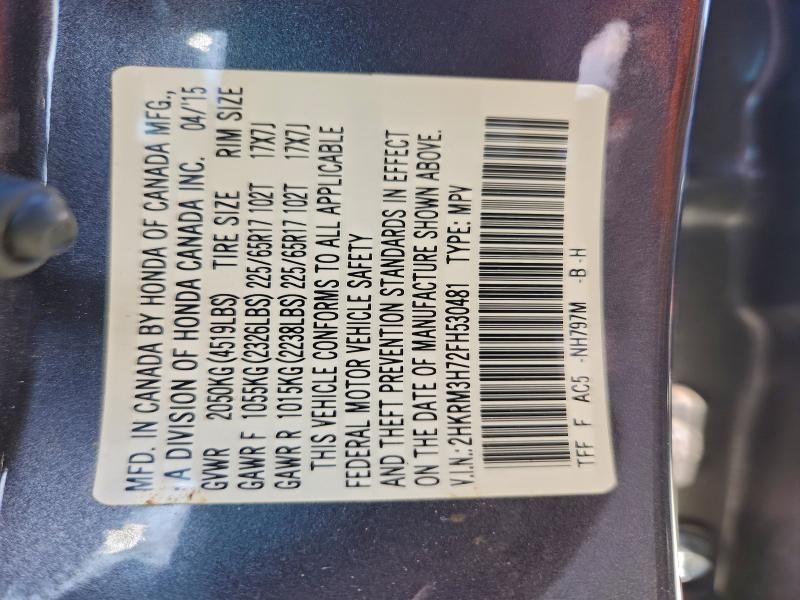 MFD. IN CANADA BY HONDA OF CANADA MFG.,
A DIVISION OF HONDA CANADA INC. 04/'15
GVWR 2050KG(4519LBS) TIRE SIZE RIM SIZE
GAWR F 1055KG(2326LBS) 225/65R17 102T 17X7J
GAWR R 1015KG(2238LBS) 225/65R17 102T 17X7J
THIS VEHICLE CONFORMS TO ALL APPLICABLE
FEDERAL MOTOR VEHICLE SAFETY
AND THEFT PREVENTION STANDARDS IN EFFECT
ON THE DATE OF MANUFACTURE SHOWN ABOVE.
V.I.N.: 2HKRM3H72FH530481 TYPE: MPV
TFF F AC5 -NH797M -B -H